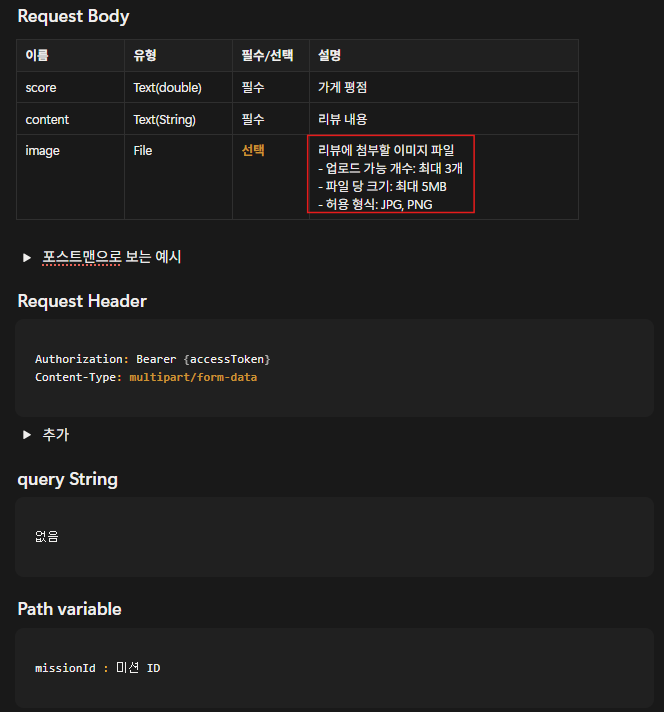 Request Body
이름 유형 필수/선택 설명
score Text(double) 필수 가게 평점
content Text(String) 필수 리뷰 내용
image File 선택 리뷰에 첨부할 이미지 파일
- 업로드 가능 개수: 최대 3개
- 파일 당 크기: 최대 5MB
- 허용 형식: JPG, PNG
▶ 포스트맨으로 보는 예시
Request Header
Authorization: Bearer {accessToken}
Content-Type: multipart/form-data
▶ 추가
query String
없음
Path variable
missionId : 미션 ID